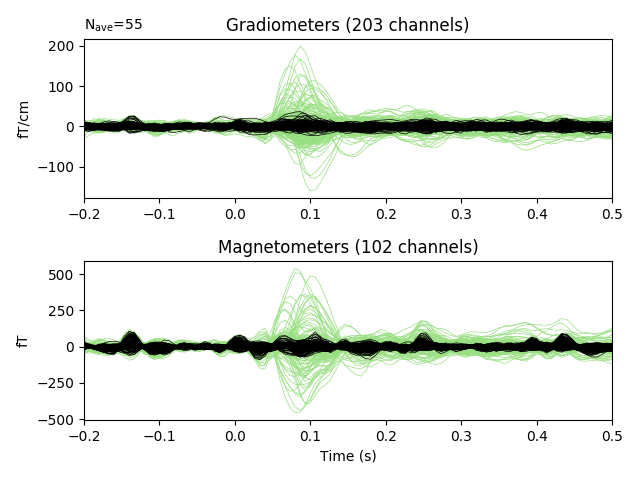 N_ave=55
Gradiometers (203 channels)
200
100
0
−100
fT/cm
−0.2 −0.1 0.0 0.1 0.2 0.3 0.4 0.5
Magnetometers (102 channels)
500
250
0
−250
−500
fT
−0.2 −0.1 0.0 0.1 0.2 0.3 0.4 0.5
Time (s)